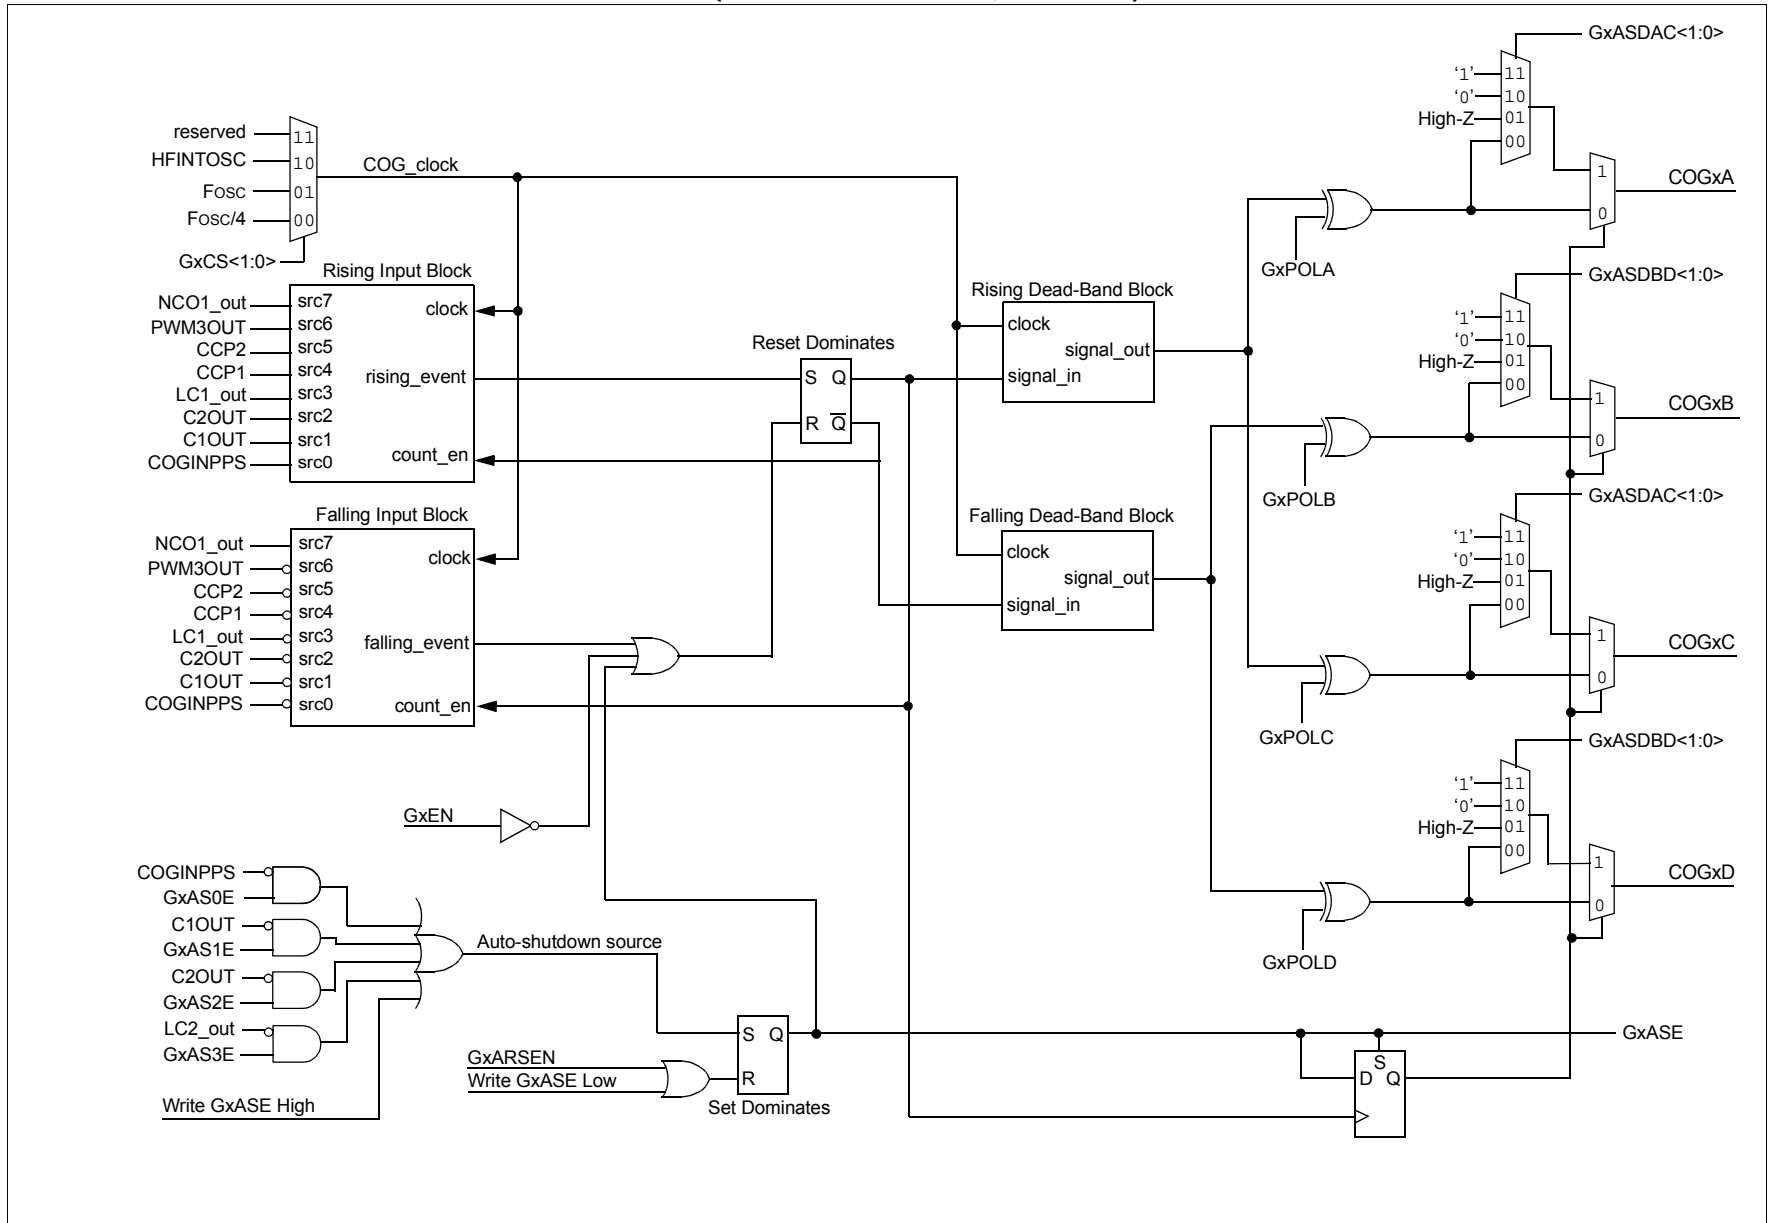 GxASDAC<1:0>
'1' 11
'0' 10
High-Z 01
00
1
0
COGxA
GxPOLA
reserved 11
HFINTOSC 10
FOSC 01
FOSC/4 00
GxCS<1:0>
COG_clock
Rising Input Block
NCO1_out src7
PWM3OUT src6
CCP2 src5
CCP1 src4
LC1_out src3
C2OUT src2
C1OUT src1
COGINPPS src0
clock
rising_event
count_en
Reset Dominates
S Q
R Q̅
Rising Dead-Band Block
clock
signal_out
signal_in
GxASDBD<1:0>
'1' 11
'0' 10
High-Z 01
00
1
0
COGxB
GxPOLB
Falling Input Block
NCO1_out src7
PWM3OUT src6
CCP2 src5
CCP1 src4
LC1_out src3
C2OUT src2
C1OUT src1
COGINPPS src0
clock
falling_event
count_en
Falling Dead-Band Block
clock
signal_out
signal_in
GxASDAC<1:0>
'1' 11
'0' 10
High-Z 01
00
1
0
COGxC
GxPOLC
GxASDBD<1:0>
'1' 11
'0' 10
High-Z 01
00
1
0
COGxD
GxPOLD
GxEN
COGINPPS
GxAS0E
C1OUT
GxAS1E
C2OUT
GxAS2E
LC2_out
GxAS3E
Write GxASE High
Auto-shutdown source
GxARSEN
Write GxASE Low
S Q
R
Set Dominates
GxASE
S
D Q